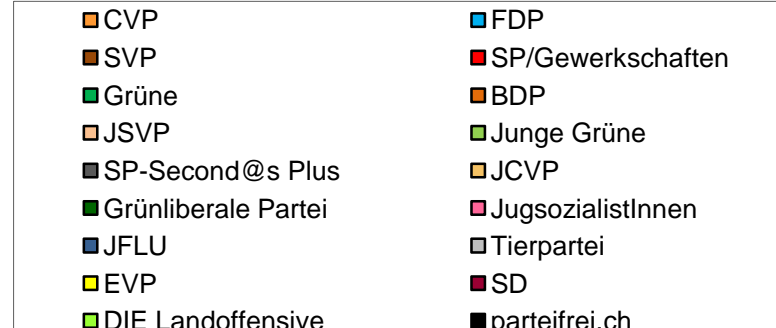 CVP FDP
SVP SP/Gewerkschaften
Grüne BDP
JSVP Junge Grüne
SP-Second@s Plus JCVP
Grünliberale Partei JugsozialistInnen
JFLU Tierpartei
EVP SD
DIE Landoffensive parteifrei.ch